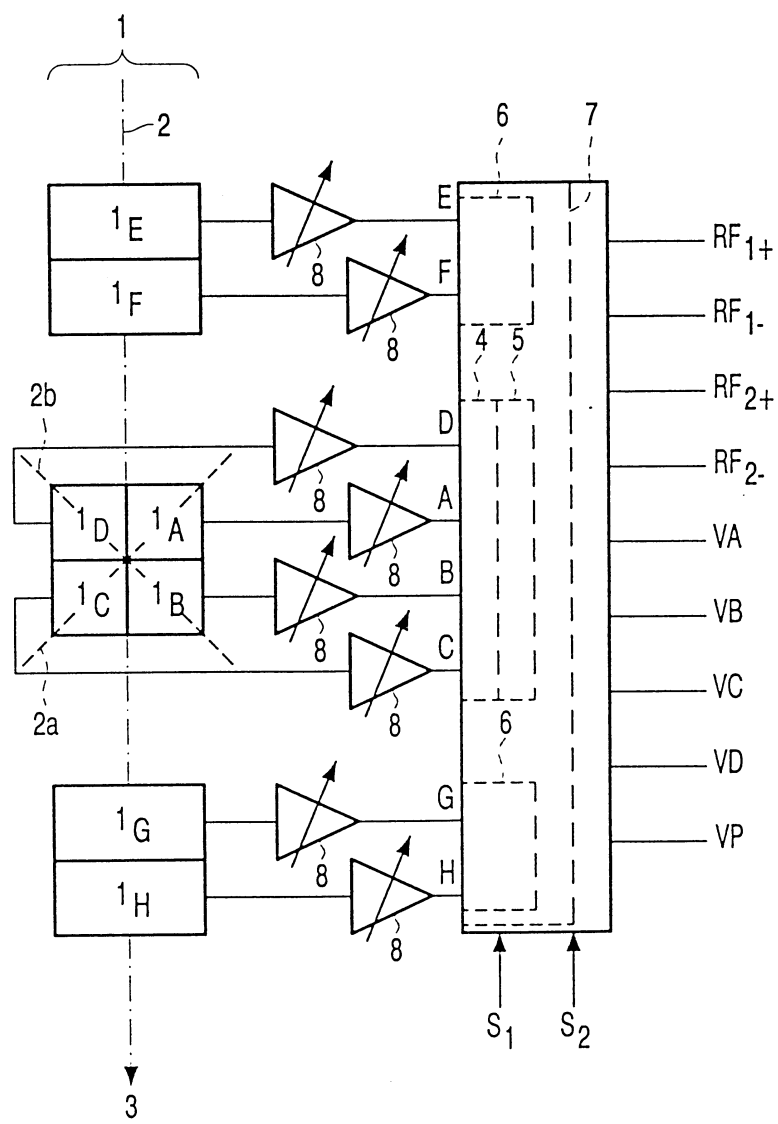 1
2
6 7
1E E
8
1F F
8
RF1+
RF1-
4 5
2b
D
8
RF2+
RF2-
1D 1A A
8
VA
1C 1B B
8
VB
C
8
VC
2a
6
VD
1G G
8
VP
1H H
8
S1 S2
3